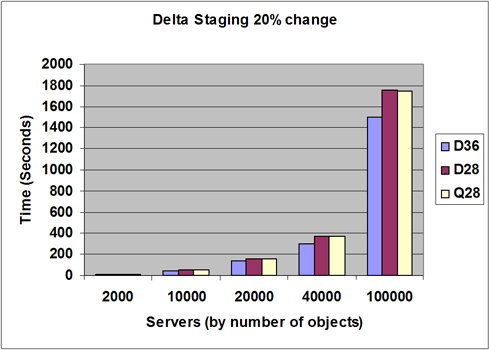 Delta Staging 20% change
2000
1800
1600
1400
1200
1000
800
600
400
200
0
Time (Seconds)
2000 10000 20000 40000 100000
Servers (by number of objects)
D36
D28
Q28